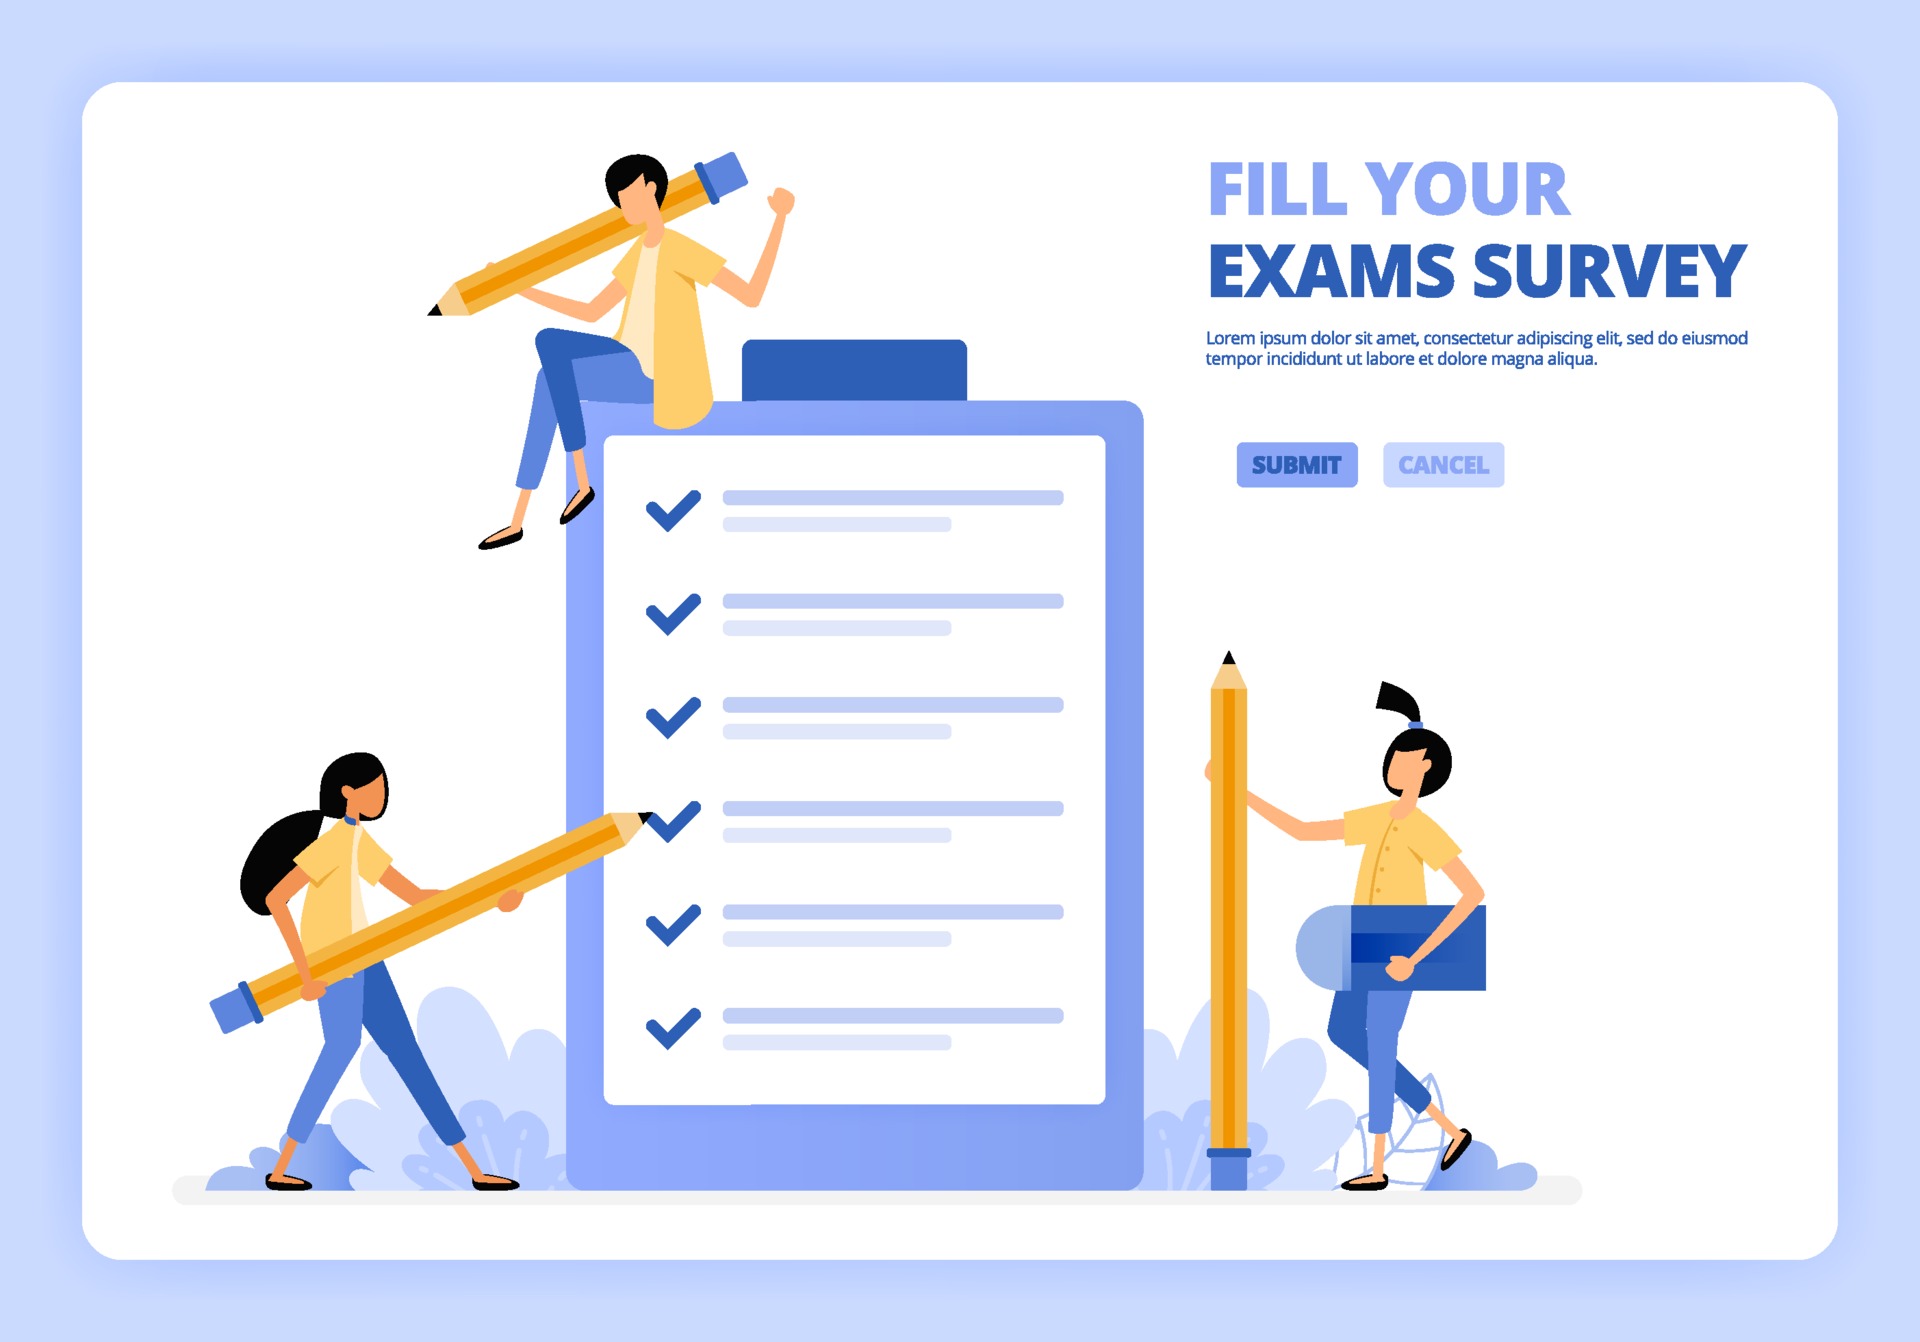 FILL YOUR
EXAMS SURVEY
Lorem ipsum dolor sit amet, consectetur adipiscing elit, sed do eiusmod
tempor incididunt ut labore et dolore magna aliqua.
SUBMIT CANCEL